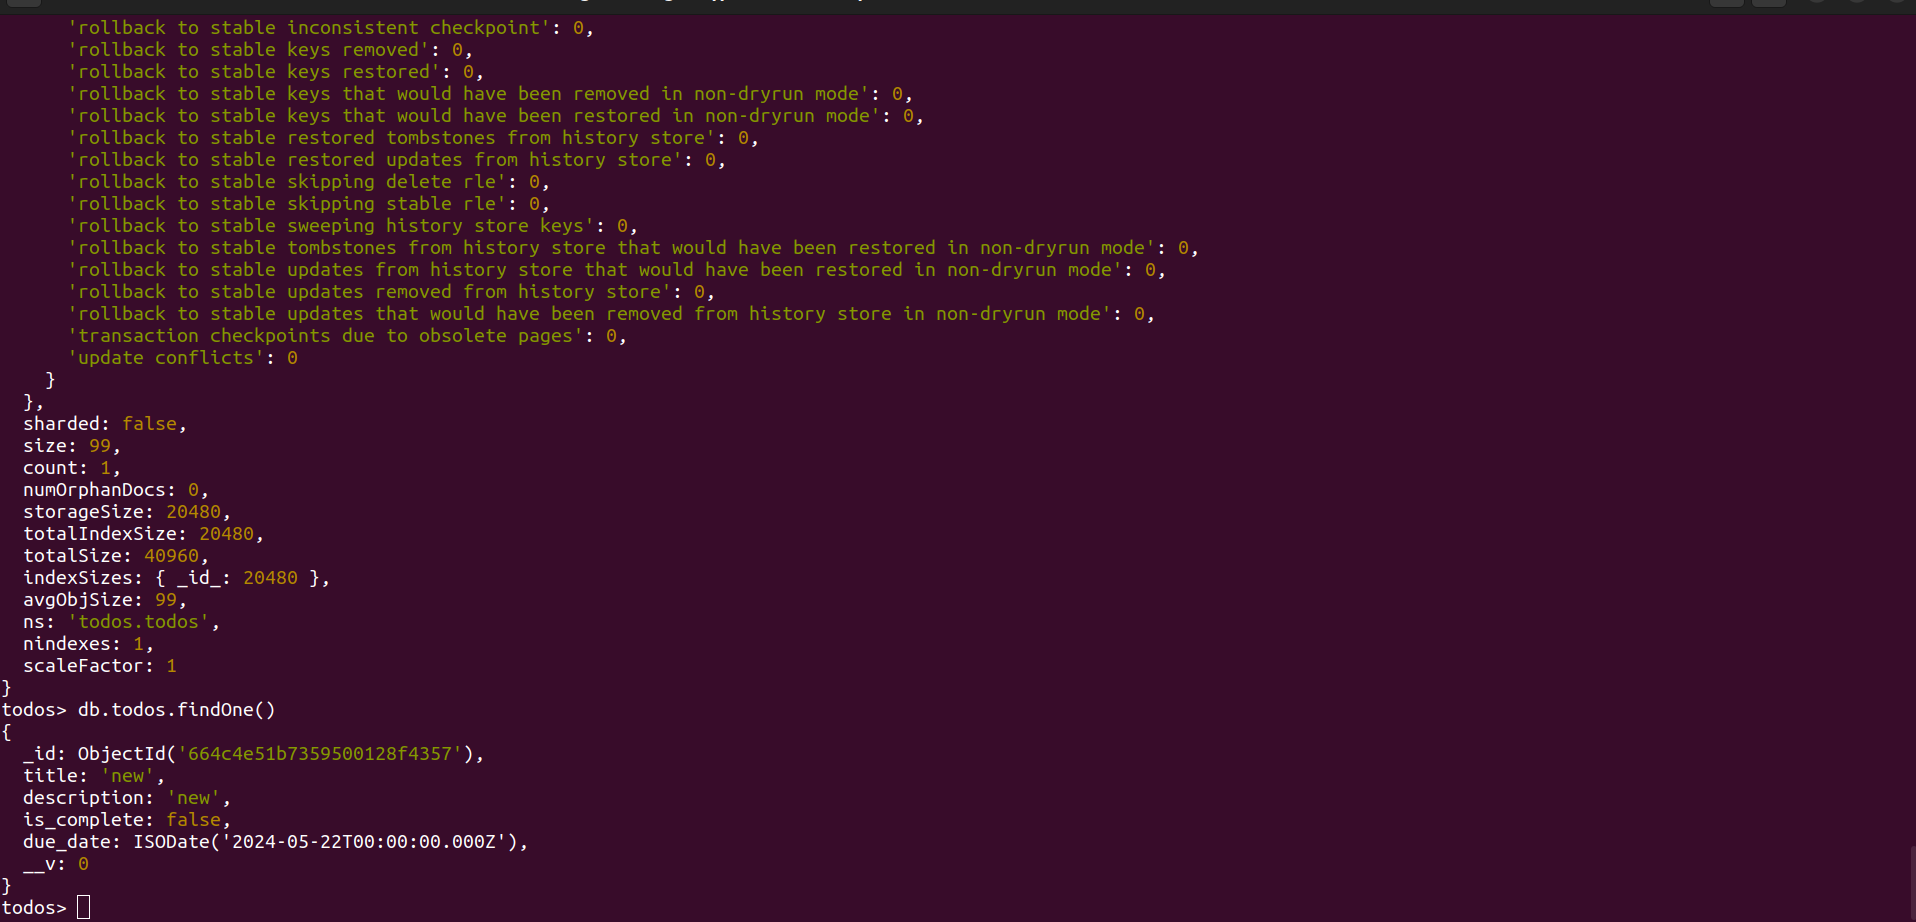 'rollback to stable inconsistent checkpoint': 0,
'rollback to stable keys removed': 0,
'rollback to stable keys restored': 0,
'rollback to stable keys that would have been removed in non-dryrun mode': 0,
'rollback to stable keys that would have been restored in non-dryrun mode': 0,
'rollback to stable restored tombstones from history store': 0,
'rollback to stable restored updates from history store': 0,
'rollback to stable skipping delete rle': 0,
'rollback to stable skipping stable rle': 0,
'rollback to stable sweeping history store keys': 0,
'rollback to stable tombstones from history store that would have been restored in non-dryrun mode': 0,
'rollback to stable updates from history store that would have been restored in non-dryrun mode': 0,
'rollback to stable updates removed from history store': 0,
'rollback to stable updates that would have been removed from history store in non-dryrun mode': 0,
'transaction checkpoints due to obsolete pages': 0,
'update conflicts': 0
}
},
sharded: false,
size: 99,
count: 1,
numOrphanDocs: 0,
storageSize: 20480,
totalIndexSize: 20480,
totalSize: 40960,
indexSizes: { _id_: 20480 },
avgObjSize: 99,
ns: 'todos.todos',
nindexes: 1,
scaleFactor: 1
}
todos> db.todos.findOne()
{
_id: ObjectId('664c4e51b7359500128f4357'),
title: 'new',
description: 'new',
is_complete: false,
due_date: ISODate('2024-05-22T00:00:00.000Z'),
__v: 0
}
todos>